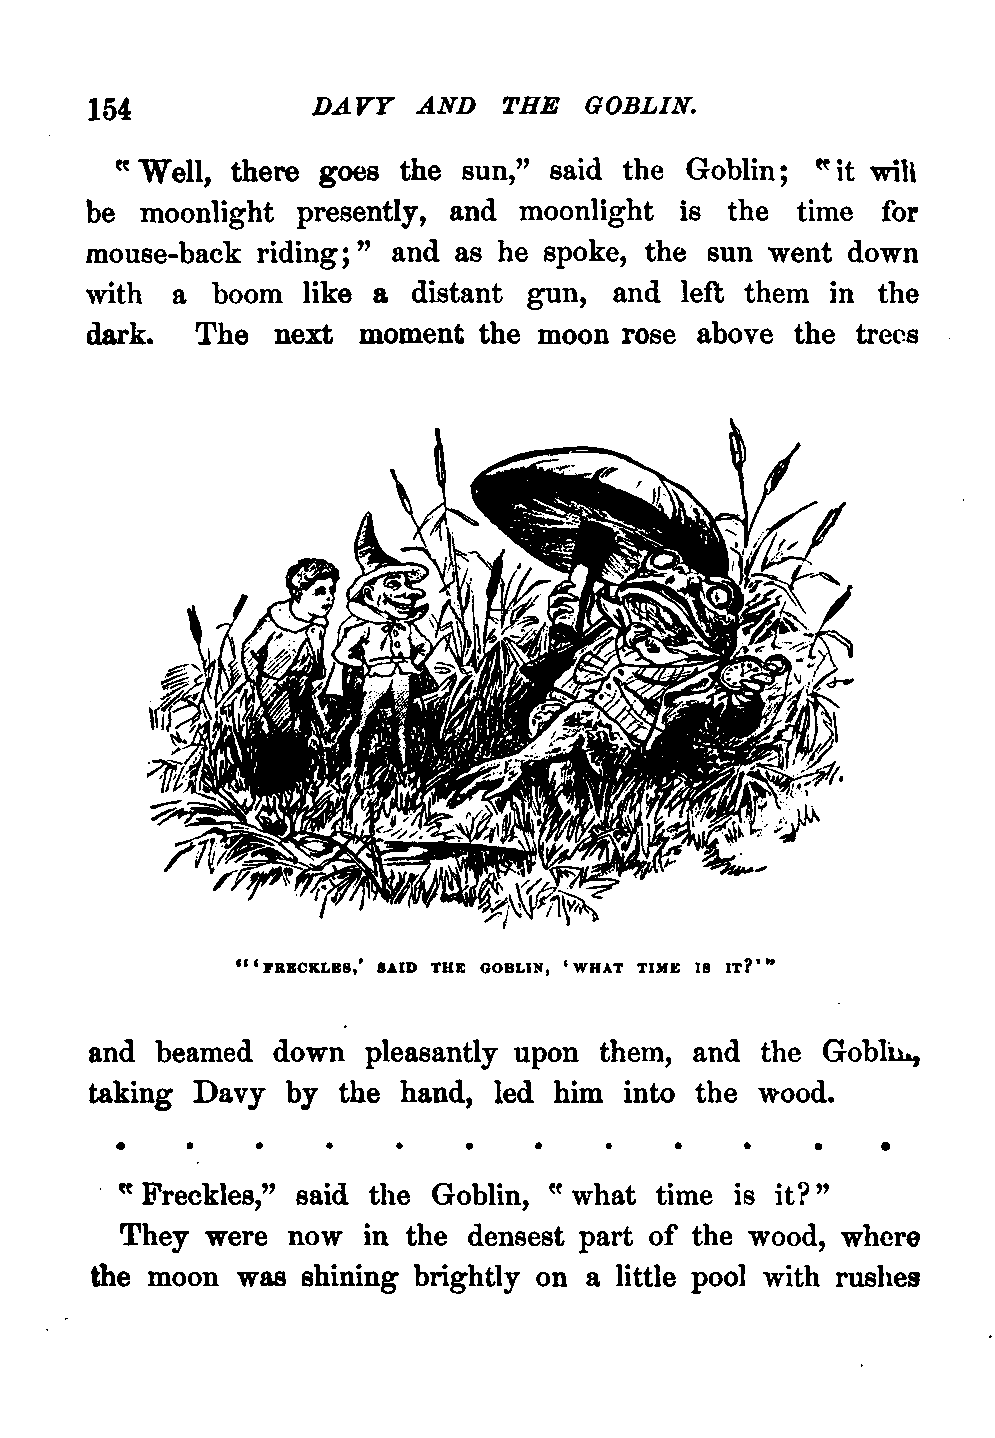 154 DAVY AND THE GOBLIN.
"Well, there goes the sun," said the Goblin; "it will
be moonlight presently, and moonlight is the time for
mouse-back riding;" and as he spoke, the sun went down
with a boom like a distant gun, and left them in the
dark. The next moment the moon rose above the trees
"'FRECKLES,' SAID THE GOBLIN, 'WHAT TIME IS IT?'"
and beamed down pleasantly upon them, and the Goblin,
taking Davy by the hand, led him into the wood.
. . . . . . . . . . . .
"Freckles," said the Goblin, "what time is it?"
They were now in the densest part of the wood, where
the moon was shining brightly on a little pool with rushes